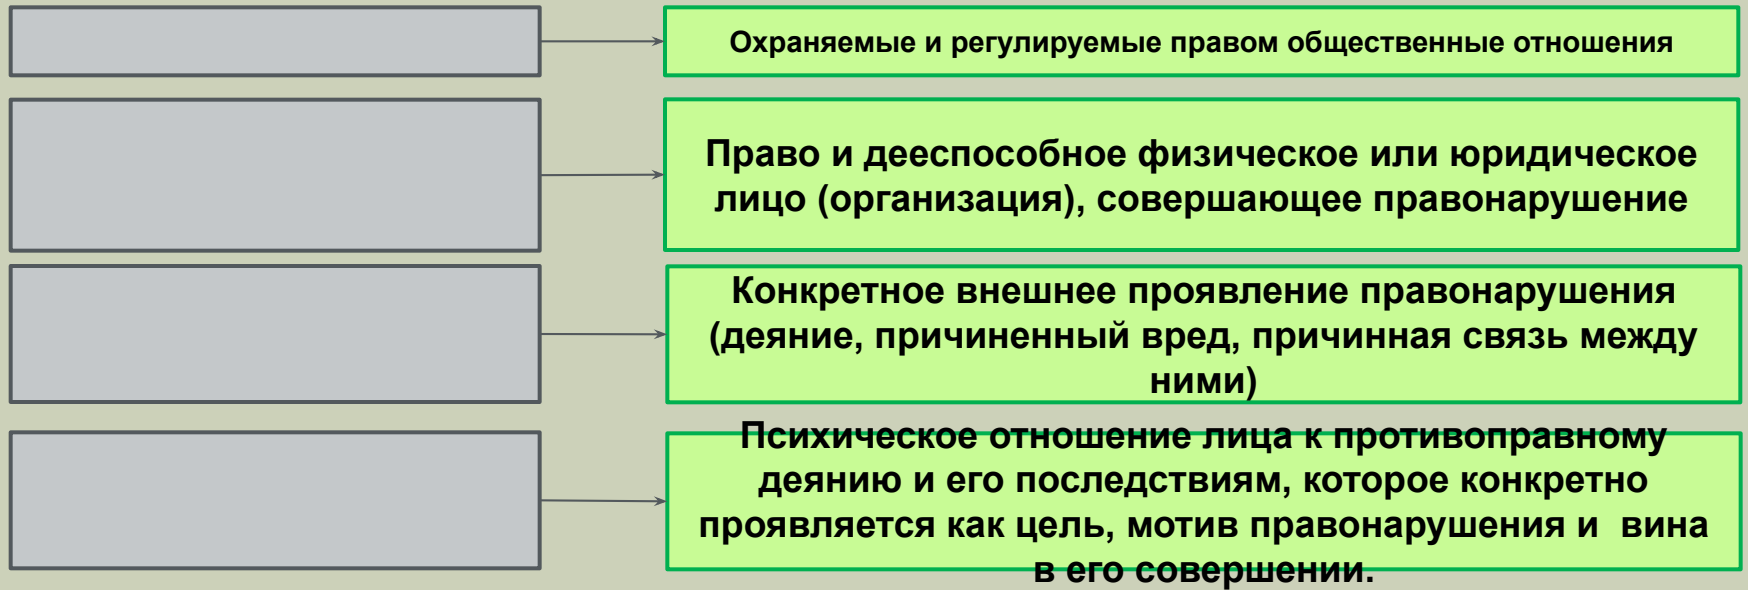 Охраняемые и регулируемые правом общественные отношения
Право и дееспособное физическое или юридическое
лицо (организация), совершающее правонарушение
Конкретное внешнее проявление правонарушения
(деяние, причиненный вред, причинная связь между
ними)
Психическое отношение лица к противоправному
деянию и его последствиям, которое конкретно
проявляется как цель, мотив правонарушения и  вина
в его совершении.